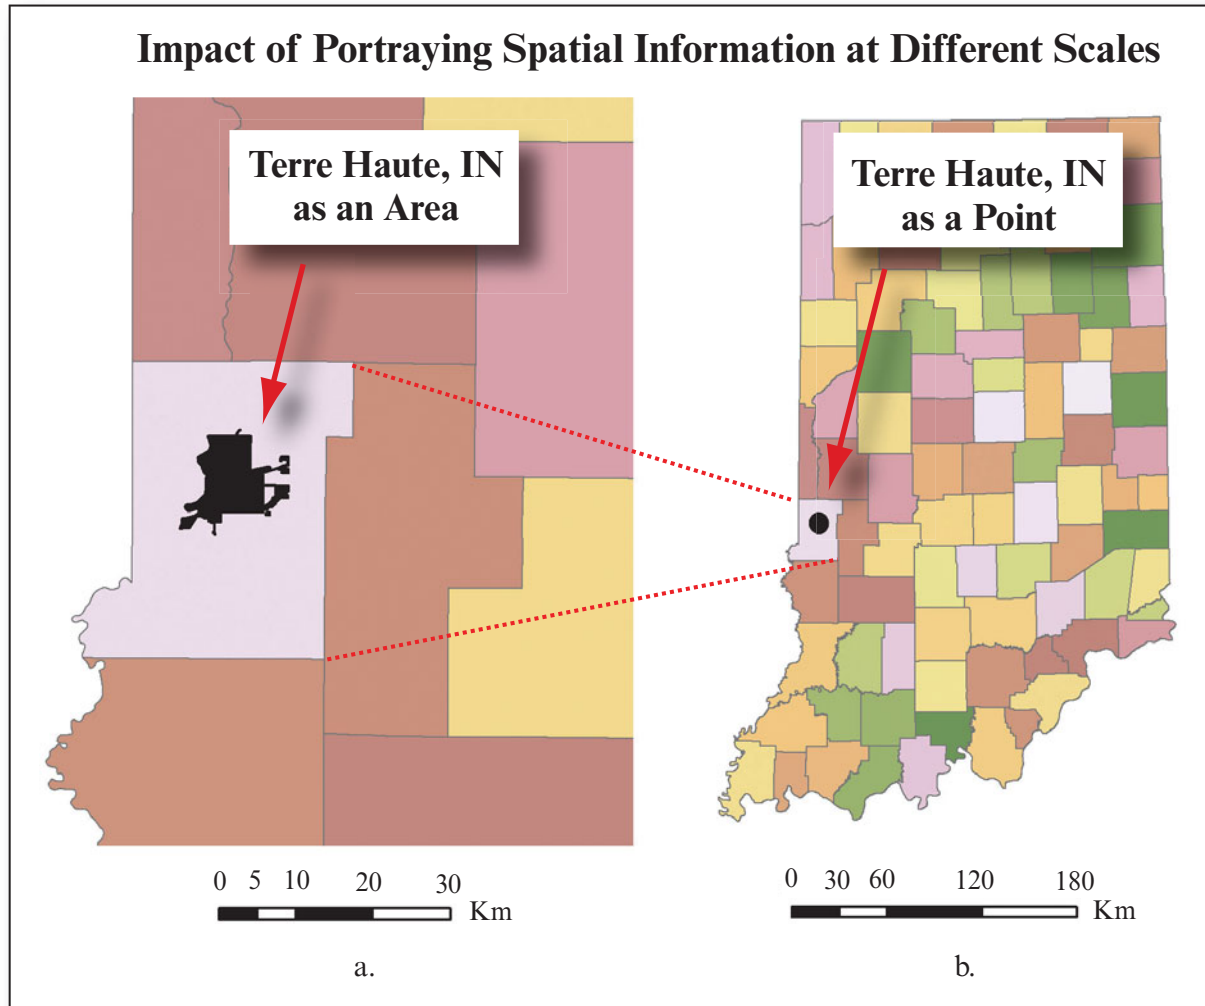 Impact of Portraying Spatial Information at Different Scales
Terre Haute, IN
as an Area
Terre Haute, IN
as a Point
0 5 10 20 30
Km
0 30 60 120 180
Km
a.
b.